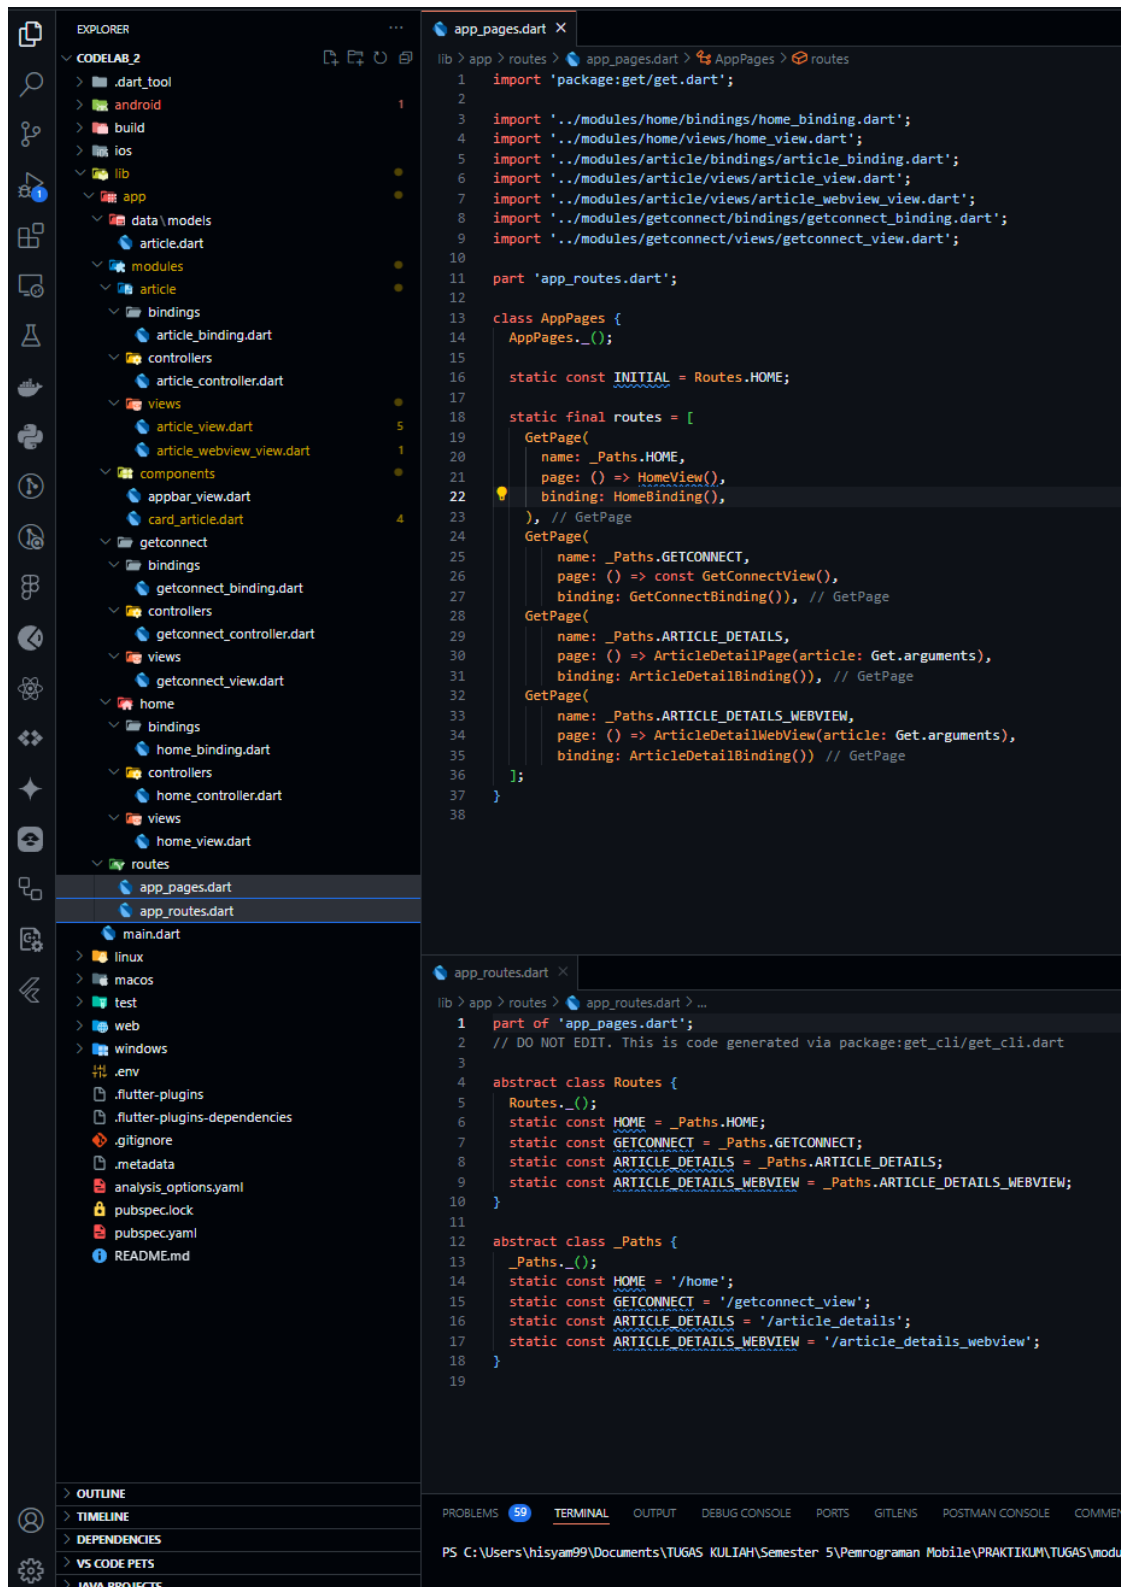 EXPLORER
CODELAB_2
.dart_tool
android 1
build
ios
lib
app
data\models
article.dart
modules
article
bindings
article_binding.dart
controllers
article_controller.dart
views
article_view.dart 5
article_webview_view.dart 1
components
appbar_view.dart
card_article.dart 4
getconnect
bindings
getconnect_binding.dart
controllers
getconnect_controller.dart
views
getconnect_view.dart
home
bindings
home_binding.dart
controllers
home_controller.dart
views
home_view.dart
routes
app_pages.dart
app_routes.dart
main.dart
linux
macos
test
web
windows
.env
.flutter-plugins
.flutter-plugins-dependencies
.gitignore
.metadata
analysis_options.yaml
pubspec.lock
pubspec.yaml
README.md
OUTLINE
TIMELINE
DEPENDENCIES
VS CODE PETS
JAVA PROJECTS
1
app_pages.dart
lib > app > routes > app_pages.dart > AppPages > routes
1 import 'package:get/get.dart';
2
3 import '../modules/home/bindings/home_binding.dart';
4 import '../modules/home/views/home_view.dart';
5 import '../modules/article/bindings/article_binding.dart';
6 import '../modules/article/views/article_view.dart';
7 import '../modules/article/views/article_webview_view.dart';
8 import '../modules/getconnect/bindings/getconnect_binding.dart';
9 import '../modules/getconnect/views/getconnect_view.dart';
10
11 part 'app_routes.dart';
12
13 class AppPages {
14 AppPages._();
15
16 static const INITIAL = Routes.HOME;
17
18 static final routes = [
19 GetPage(
20 name: _Paths.HOME,
21 page: () => HomeView(),
22 binding: HomeBinding(),
23 ), // GetPage
24 GetPage(
25 name: _Paths.GETCONNECT,
26 page: () => const GetConnectView(),
27 binding: GetConnectBinding()), // GetPage
28 GetPage(
29 name: _Paths.ARTICLE_DETAILS,
30 page: () => ArticleDetailPage(article: Get.arguments),
31 binding: ArticleDetailBinding()), // GetPage
32 GetPage(
33 name: _Paths.ARTICLE_DETAILS_WEBVIEW,
34 page: () => ArticleDetailWebView(article: Get.arguments),
35 binding: ArticleDetailBinding()) // GetPage
36 ];
37 }
38
app_routes.dart
lib > app > routes > app_routes.dart > ...
1 part of 'app_pages.dart';
2 // DO NOT EDIT. This is code generated via package:get_cli/get_cli.dart
3
4 abstract class Routes {
5 Routes._();
6 static const HOME = _Paths.HOME;
7 static const GETCONNECT = _Paths.GETCONNECT;
8 static const ARTICLE_DETAILS = _Paths.ARTICLE_DETAILS;
9 static const ARTICLE_DETAILS_WEBVIEW = _Paths.ARTICLE_DETAILS_WEBVIEW;
10 }
11
12 abstract class _Paths {
13 _Paths._();
14 static const HOME = '/home';
15 static const GETCONNECT = '/getconnect_view';
16 static const ARTICLE_DETAILS = '/article_details';
17 static const ARTICLE_DETAILS_WEBVIEW = '/article_details_webview';
18 }
19
PROBLEMS 59 TERMINAL OUTPUT DEBUG CONSOLE PORTS GITLENS POSTMAN CONSOLE COMMEN
PS C:\Users\hisyam99\Documents\TUGAS KULIAH\Semester 5\Pemrograman Mobile\PRAKTIKUM\TUGAS\modu